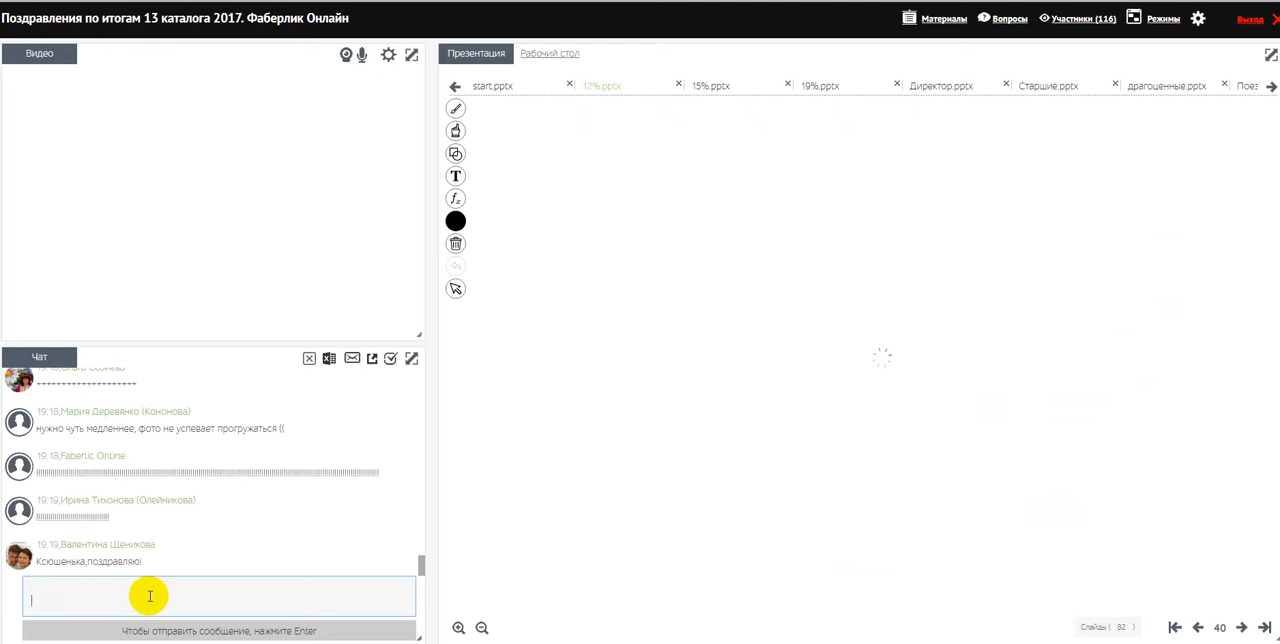 Поздравления по итогам 13 каталога 2017. Фаберлик Онлайн
Материалы
Вопросы
Участники (116)
Режимы
Выход
Видео
Презентация
Рабочий стол
start.pptx
12%.pptx
15%.pptx
19%.pptx
Директор.pptx
Старшие.pptx
драгоценные.pptx
T
fx
Чат
++++++++++++++++++++
19:18,Мария Деревянко (Кононова)
нужно чуть медленнее, фото не успевает прогружаться ((
19:18,Faberlic Online
19:19,Ирина Тихонова (Олейникова)
19:19,Валентина Щеникова
Ксюшенька,поздравляю!
Чтобы отправить сообщение, нажмите Enter
Слайды ( 82 )
40